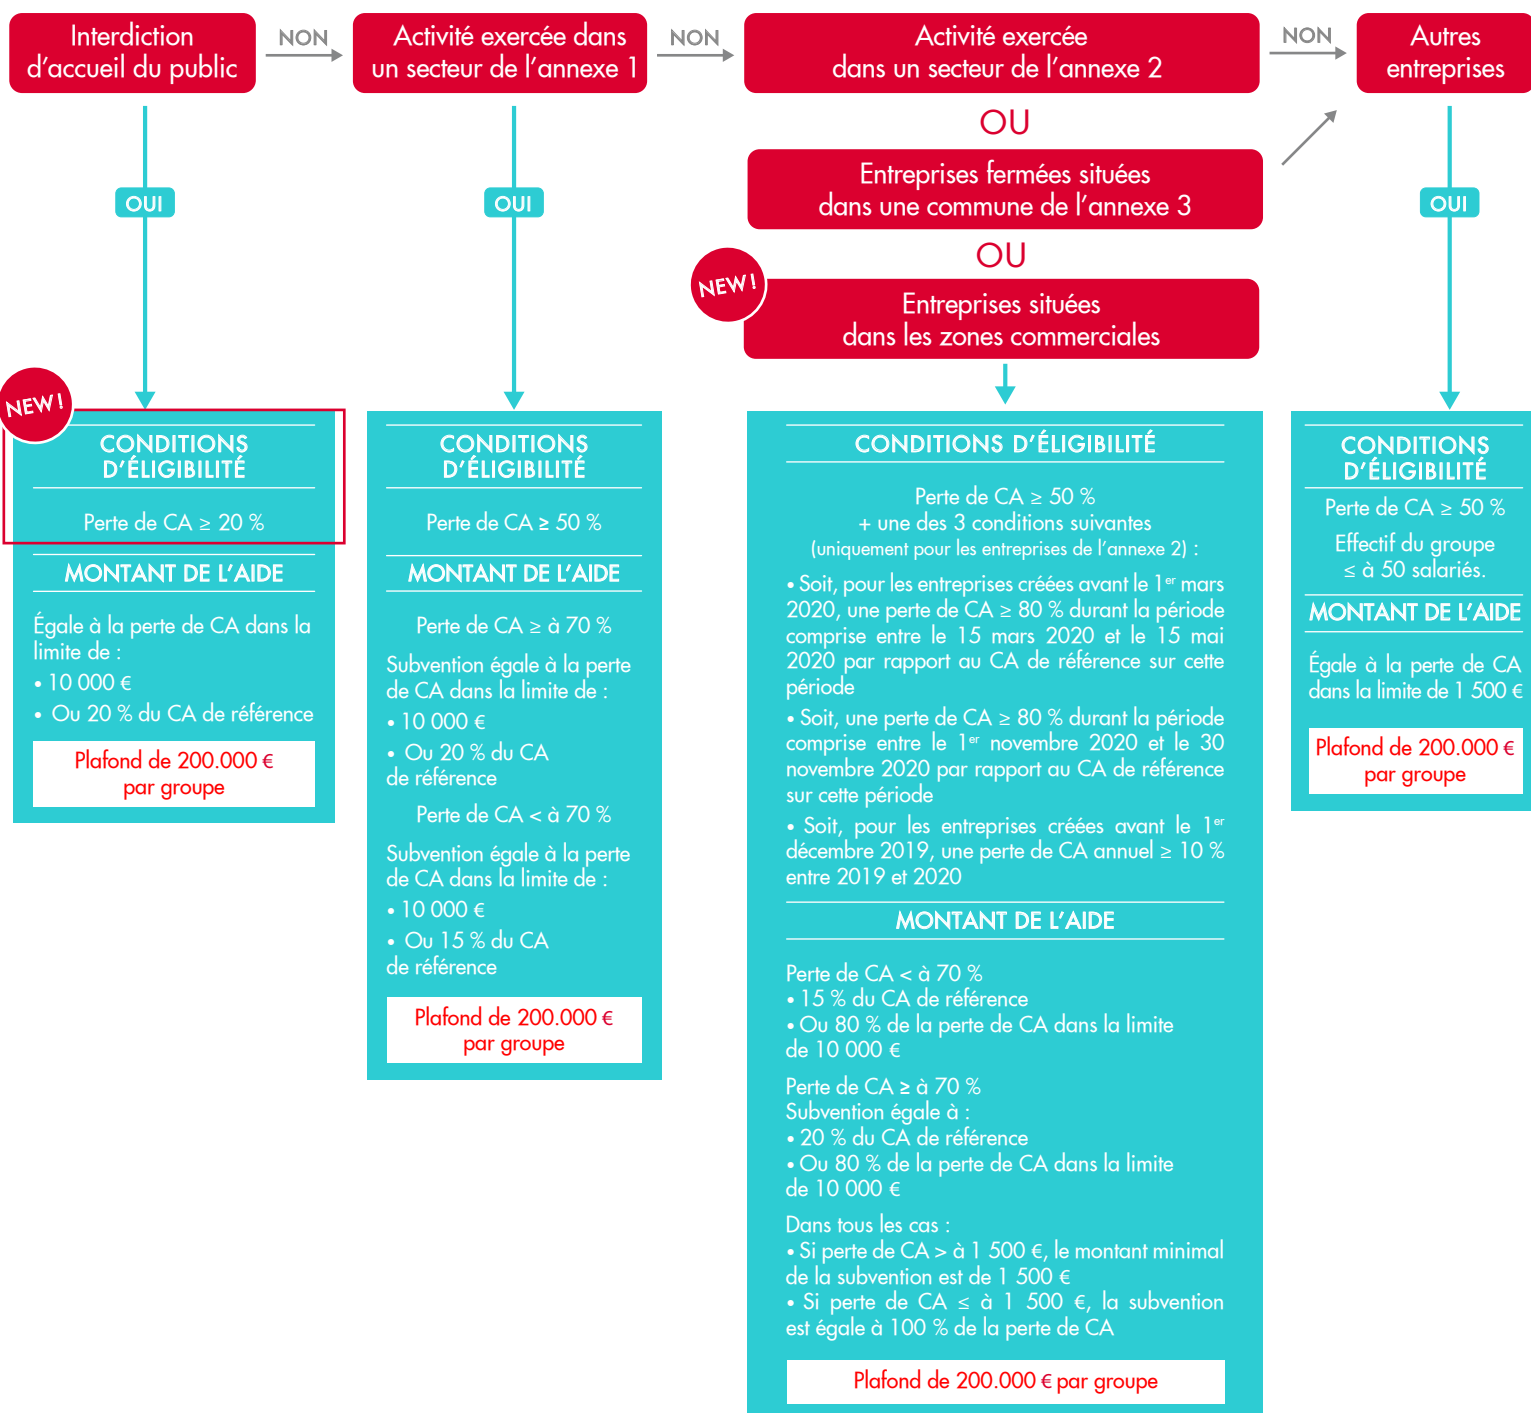 Interdiction
d'accueil du public
NON
Activité exercée dans
un secteur de l'annexe 1
NON
Activité exercée
dans un secteur de l'annexe 2
NON
Autres
entreprises
OU
Entreprises fermées situées
dans une commune de l'annexe 3
OU
NEW !
Entreprises situées
dans les zones commerciales
OUI
OUI
OUI
NEW !
CONDITIONS
D'ÉLIGIBILITÉ
Perte de CA ≥ 20 %
MONTANT DE L'AIDE
Égale à la perte de CA dans la
limite de :
• 10 000 €
• Ou 20 % du CA de référence
Plafond de 200.000 €
par groupe
CONDITIONS
D'ÉLIGIBILITÉ
Perte de CA ≥ 50 %
MONTANT DE L'AIDE
Perte de CA ≥ à 70 %
Subvention égale à la perte
de CA dans la limite de :
• 10 000 €
• Ou 20 % du CA
de référence
Perte de CA < à 70 %
Subvention égale à la perte
de CA dans la limite de :
• 10 000 €
• Ou 15 % du CA
de référence
Plafond de 200.000 €
par groupe
CONDITIONS D'ÉLIGIBILITÉ
Perte de CA ≥ 50 %
+ une des 3 conditions suivantes
(uniquement pour les entreprises de l'annexe 2) :
• Soit, pour les entreprises créées avant le 1er mars
2020, une perte de CA ≥ 80 % durant la période
comprise entre le 15 mars 2020 et le 15 mai
2020 par rapport au CA de référence sur cette
période
• Soit, une perte de CA ≥ 80 % durant la période
comprise entre le 1er novembre 2020 et le 30
novembre 2020 par rapport au CA de référence
sur cette période
• Soit, pour les entreprises créées avant le 1er
décembre 2019, une perte de CA annuel ≥ 10 %
entre 2019 et 2020
MONTANT DE L'AIDE
Perte de CA < à 70 %
• 15 % du CA de référence
• Ou 80 % de la perte de CA dans la limite
de 10 000 €
Perte de CA ≥ à 70 %
Subvention égale à :
• 20 % du CA de référence
• Ou 80 % de la perte de CA dans la limite
de 10 000 €
Dans tous les cas :
• Si perte de CA > à 1 500 €, le montant minimal
de la subvention est de 1 500 €
• Si perte de CA ≤ à 1 500 €, la subvention
est égale à 100 % de la perte de CA
Plafond de 200.000 € par groupe
CONDITIONS
D'ÉLIGIBILITÉ
Perte de CA ≥ 50 %
Effectif du groupe
≤ à 50 salariés.
MONTANT DE L'AIDE
Égale à la perte de CA
dans la limite de 1 500 €
Plafond de 200.000 €
par groupe